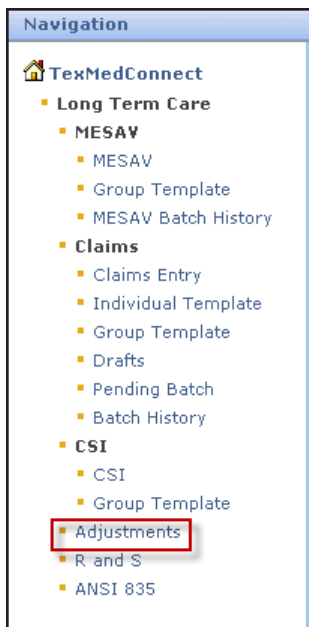 Navigation
TexMedConnect
Long Term Care
MESAV
MESAV
Group Template
MESAV Batch History
Claims
Claims Entry
Individual Template
Group Template
Drafts
Pending Batch
Batch History
CSI
CSI
Group Template
Adjustments
R and S
ANSI 835